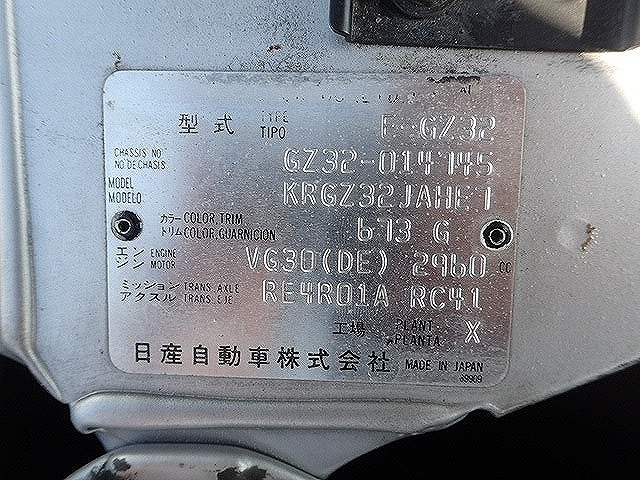 型式 TYPE TIPO E-GZ32
CHASSIS NO
NO DE CHASIS GZ32-014745
MODEL
MODELO KRGZ32JAHE1
カラー COLOR,TRIM
トリム COLOR,GUARNICION 673 G
エンジン ENGINE MOTOR VG30(DE) 2960 CC
ミッション TRANS. AXLE
アクスル TRANS. EJE RE4R01A RC41
工場 PLANT PLANTA X
日産自動車株式会社 MADE IN JAPAN